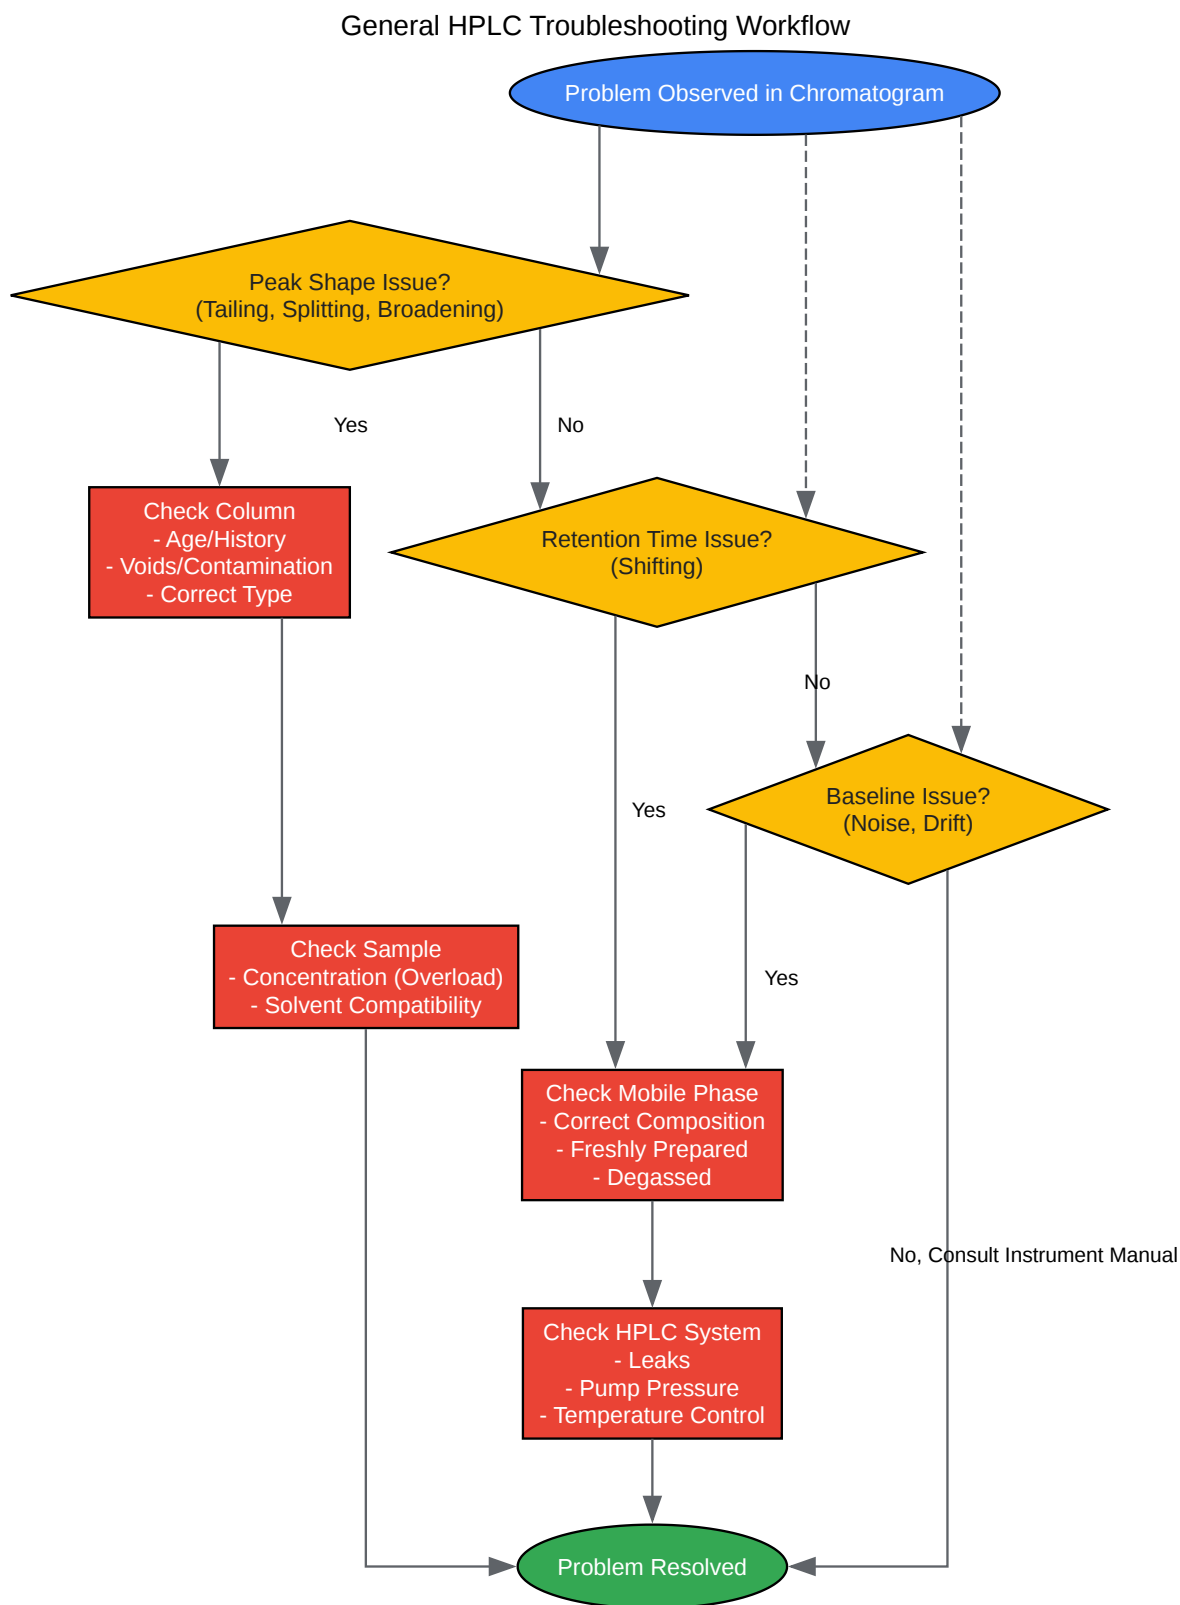 General HPLC Troubleshooting Workflow
Problem Observed in Chromatogram
Peak Shape Issue?
(Tailing, Splitting, Broadening)
Yes
No
Check Column
- Age/History
- Voids/Contamination
- Correct Type
Retention Time Issue?
(Shifting)
No
Yes
Baseline Issue?
(Noise, Drift)
Check Sample
- Concentration (Overload)
- Solvent Compatibility
Yes
Check Mobile Phase
- Correct Composition
- Freshly Prepared
- Degassed
No, Consult Instrument Manual
Check HPLC System
- Leaks
- Pump Pressure
- Temperature Control
Problem Resolved